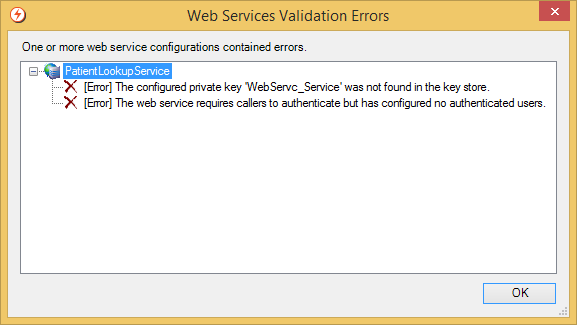 Web Services Validation Errors
One or more web service configurations contained errors.
PatientLookupService
[Error] The configured private key 'WebServc_Service' was not found in the key store.
[Error] The web service requires callers to authenticate but has configured no authenticated users.
OK